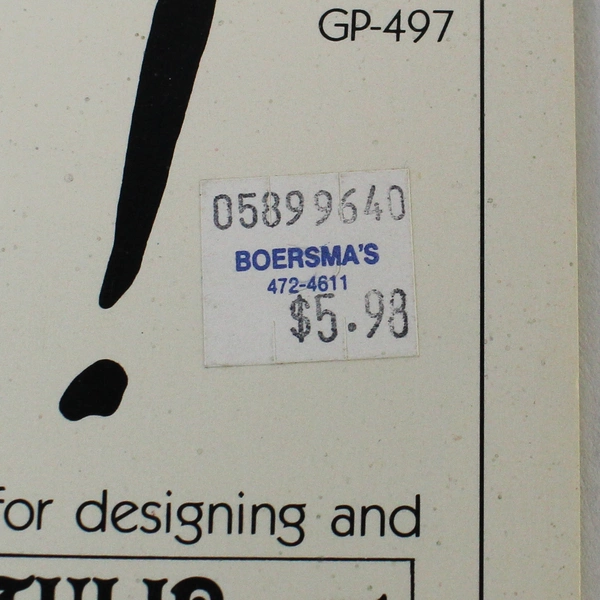 GP-497
05899640
BOERSMA'S
472-4611
$5.98
for designing and